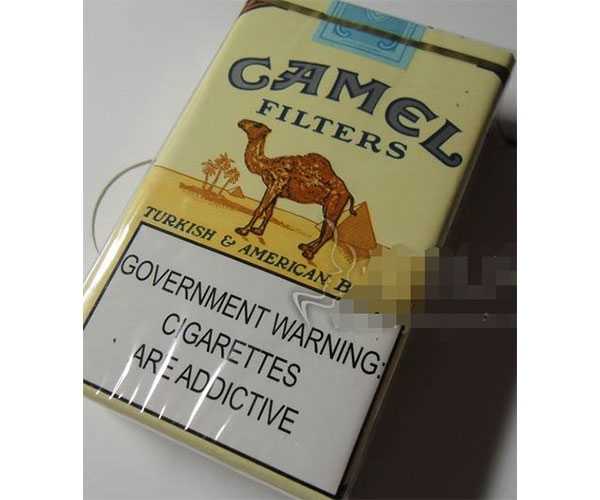 CAMEL
FILTERS
TURKISH & AMERICAN B
GOVERNMENT WARNING:
CIGARETTES
ARE ADDICTIVE